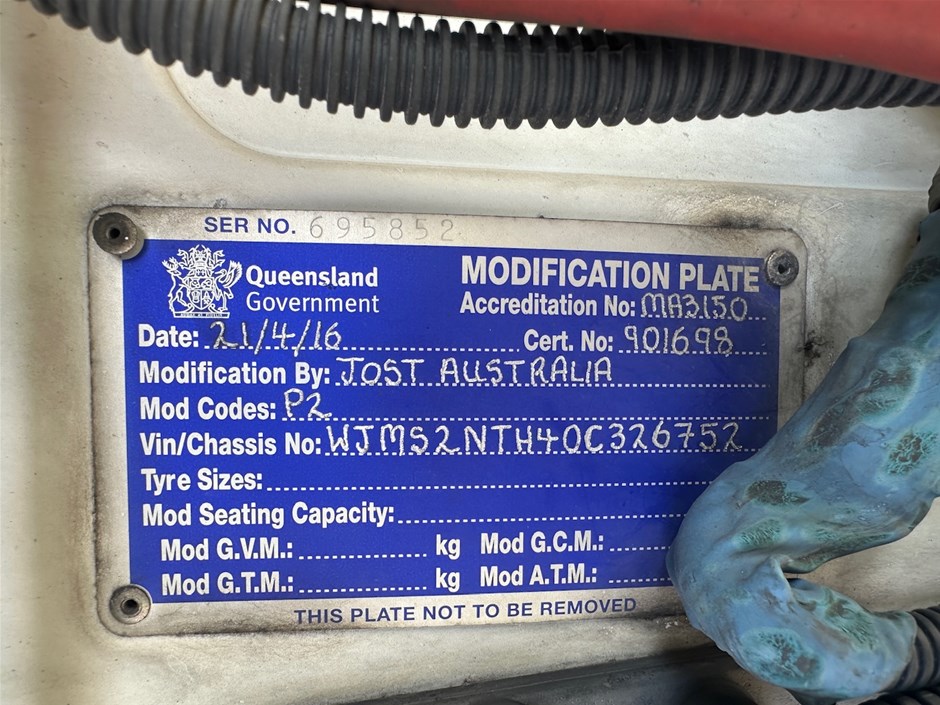 SER NO. 695852
Queensland Government
MODIFICATION PLATE
Accreditation No: MA3150
Date: 21/4/16 Cert. No: 901698
Modification By: JOST AUSTRALIA
Mod Codes: P2
Vin/Chassis No: WJMS2NTH40C326752
Tyre Sizes:
Mod Seating Capacity:
Mod G.V.M.: kg Mod G.C.M.:
Mod G.T.M.: kg Mod A.T.M.:
THIS PLATE NOT TO BE REMOVED